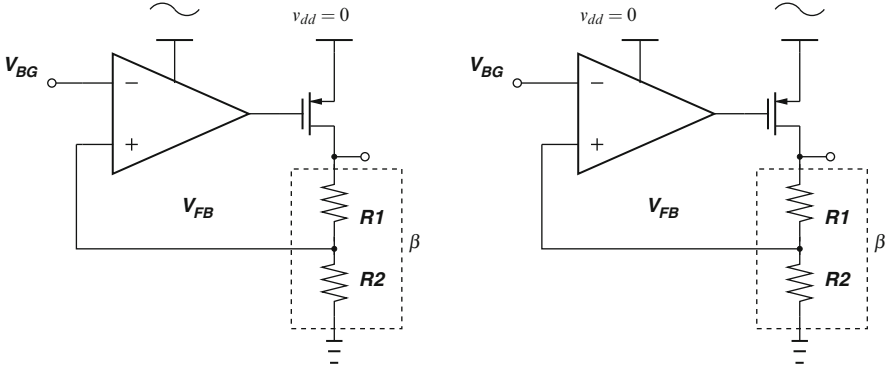 v_dd = 0
V_BG
−
+
V_FB
R1
R2
β
v_dd = 0
V_BG
−
+
V_FB
R1
R2
β